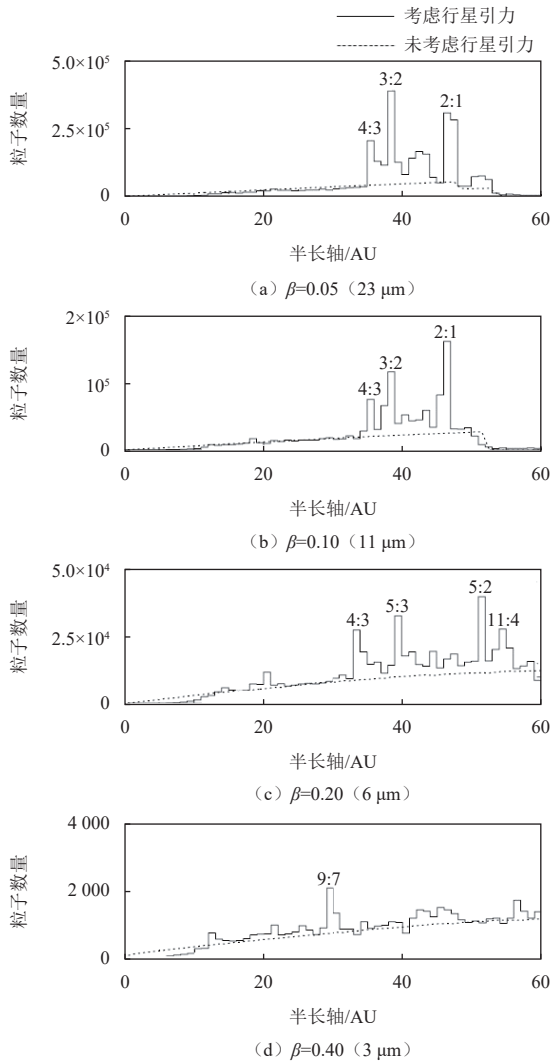 考虑行星引力
未考虑行星引力
5.0×10⁵
2.5×10⁵
0
粒子数量
4:3
3:2
2:1
0 20 40 60
半长轴/AU
(a) β=0.05 (23 μm)
2×10⁵
10⁵
0
粒子数量
4:3
3:2
2:1
0 20 40 60
半长轴/AU
(b) β=0.10 (11 μm)
5.0×10⁴
2.5×10⁴
0
粒子数量
4:3
5:3
5:2
11:4
0 20 40 60
半长轴/AU
(c) β=0.20 (6 μm)
4 000
2 000
0
粒子数量
9:7
0 20 40 60
半长轴/AU
(d) β=0.40 (3 μm)